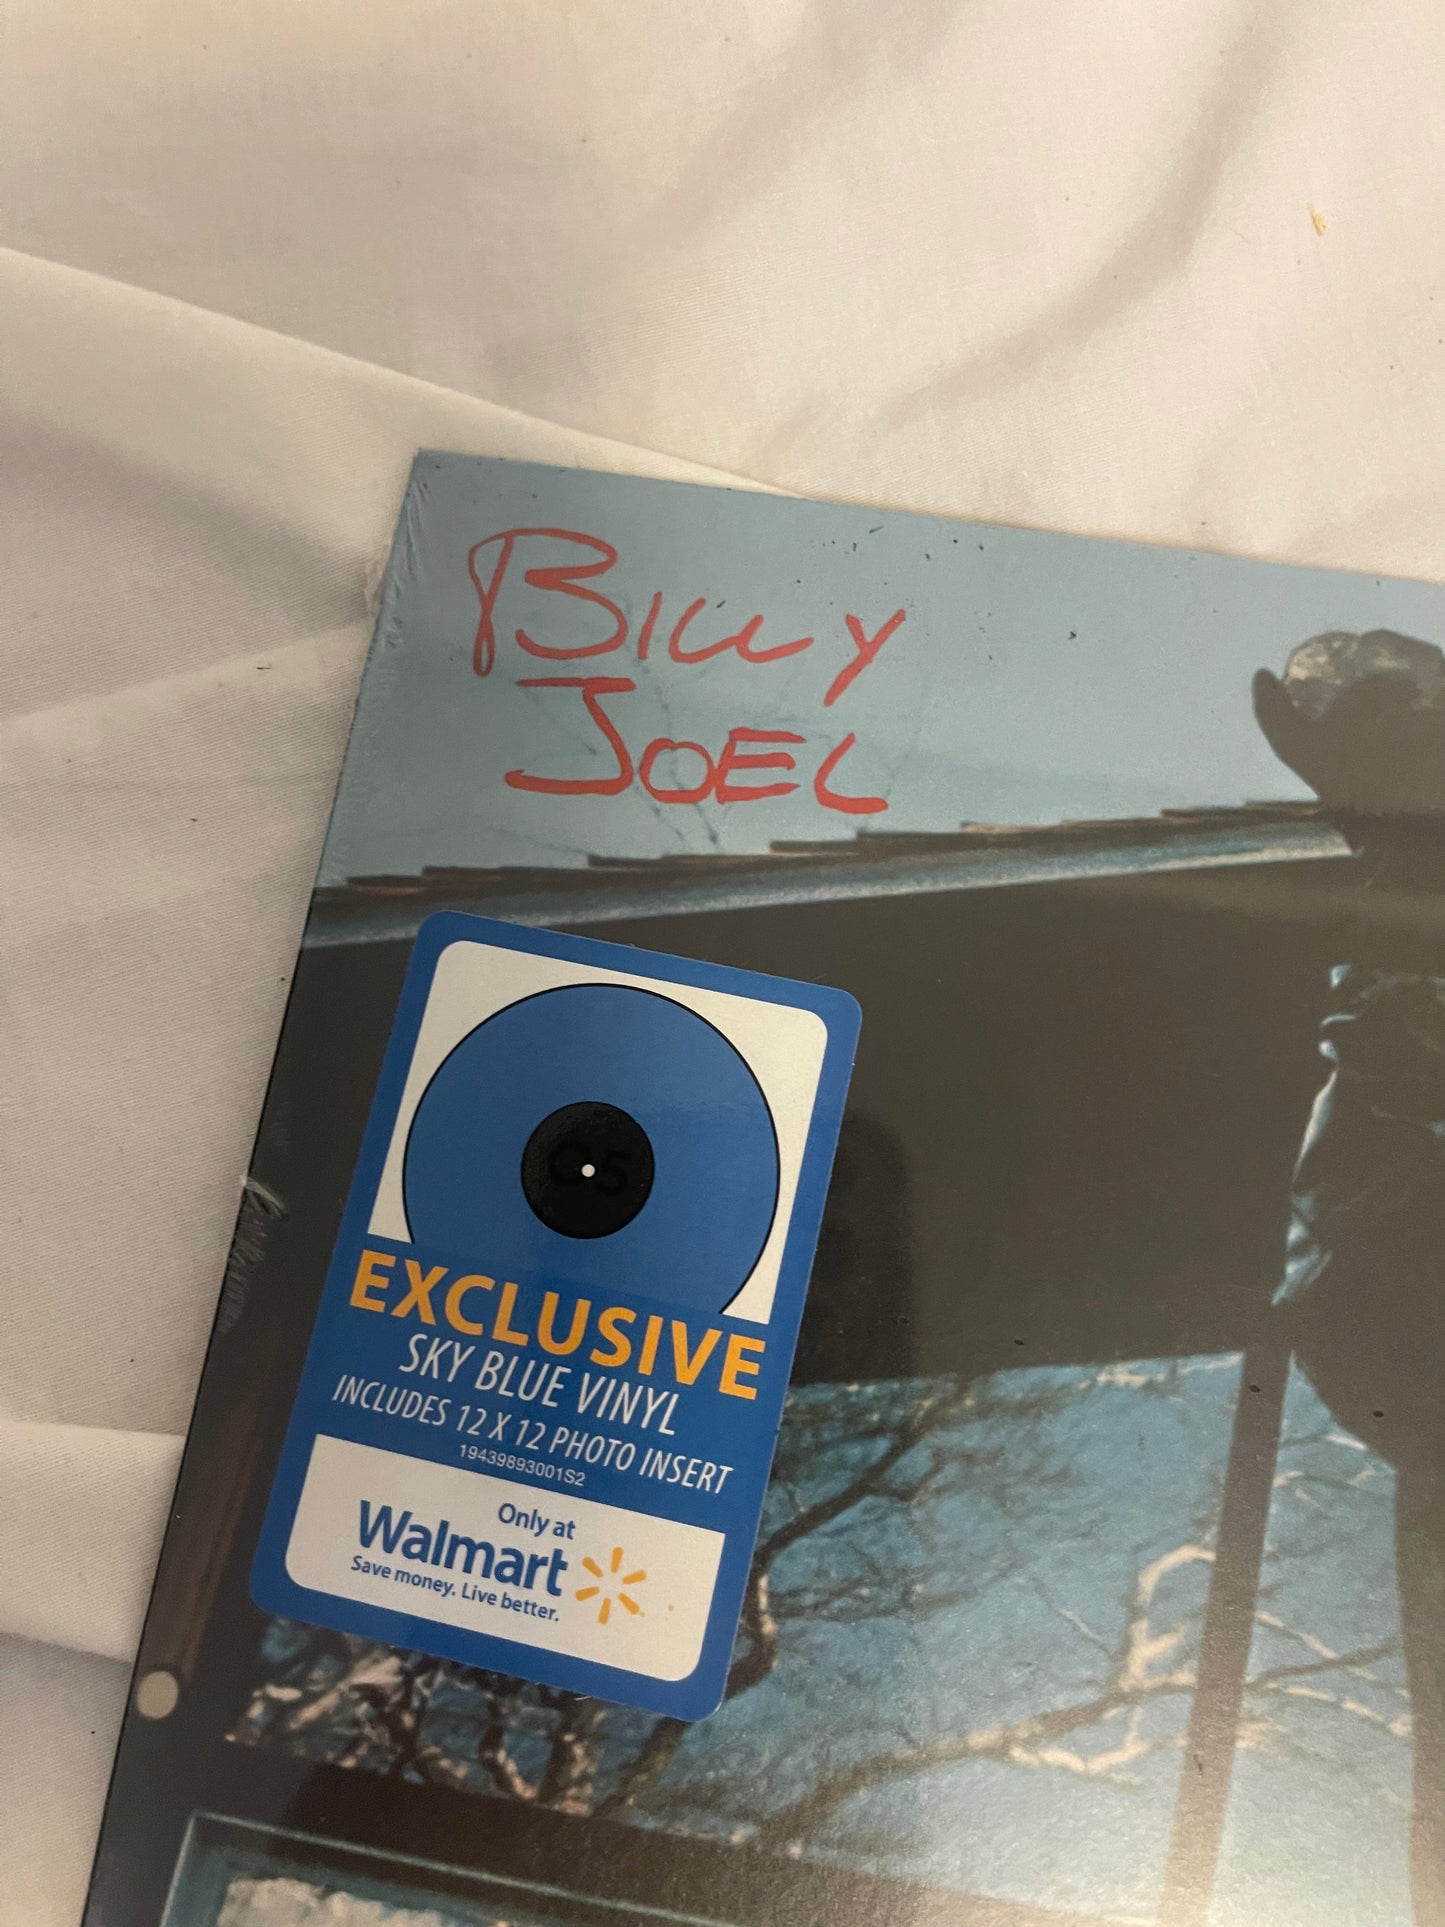 BILLY
JOEL
EXCLUSIVE
SKY BLUE VINYL
INCLUDES 12 X 12 PHOTO INSERT
19439893001S2
Only at
Walmart
Save money. Live better.